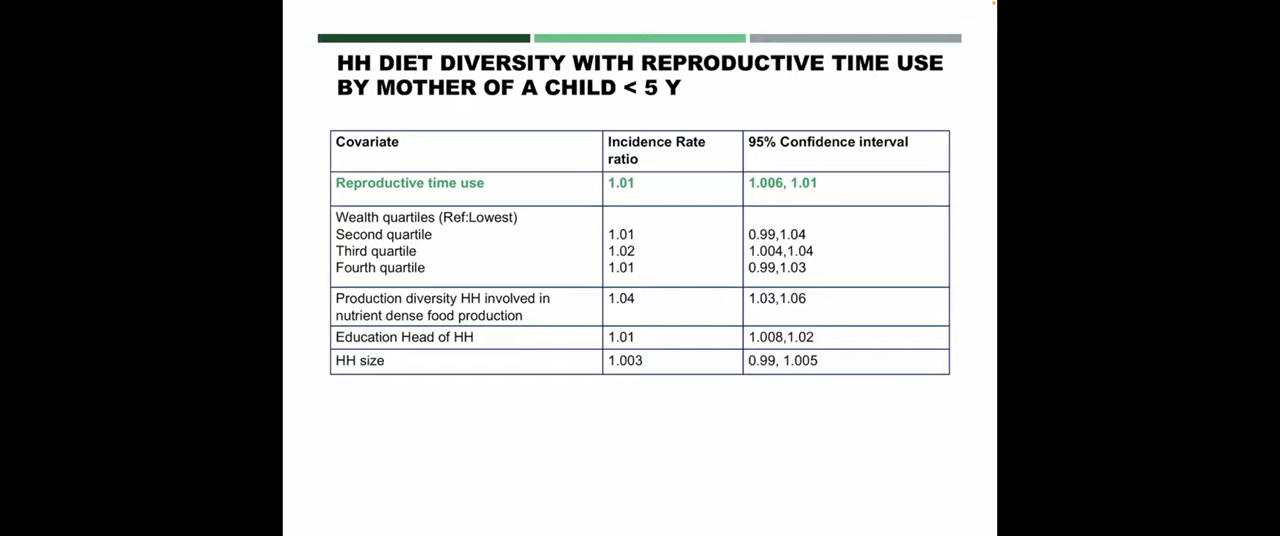 HH DIET DIVERSITY WITH REPRODUCTIVE TIME USE
BY MOTHER OF A CHILD < 5 Y
Covariate Incidence Rate ratio 95% Confidence interval
Reproductive time use 1.01 1.006, 1.01
Wealth quartiles (Ref:Lowest)
Second quartile 1.01 0.99,1.04
Third quartile 1.02 1.004,1.04
Fourth quartile 1.01 0.99,1.03
Production diversity HH involved in nutrient dense food production 1.04 1.03,1.06
Education Head of HH 1.01 1.008,1.02
HH size 1.003 0.99, 1.005